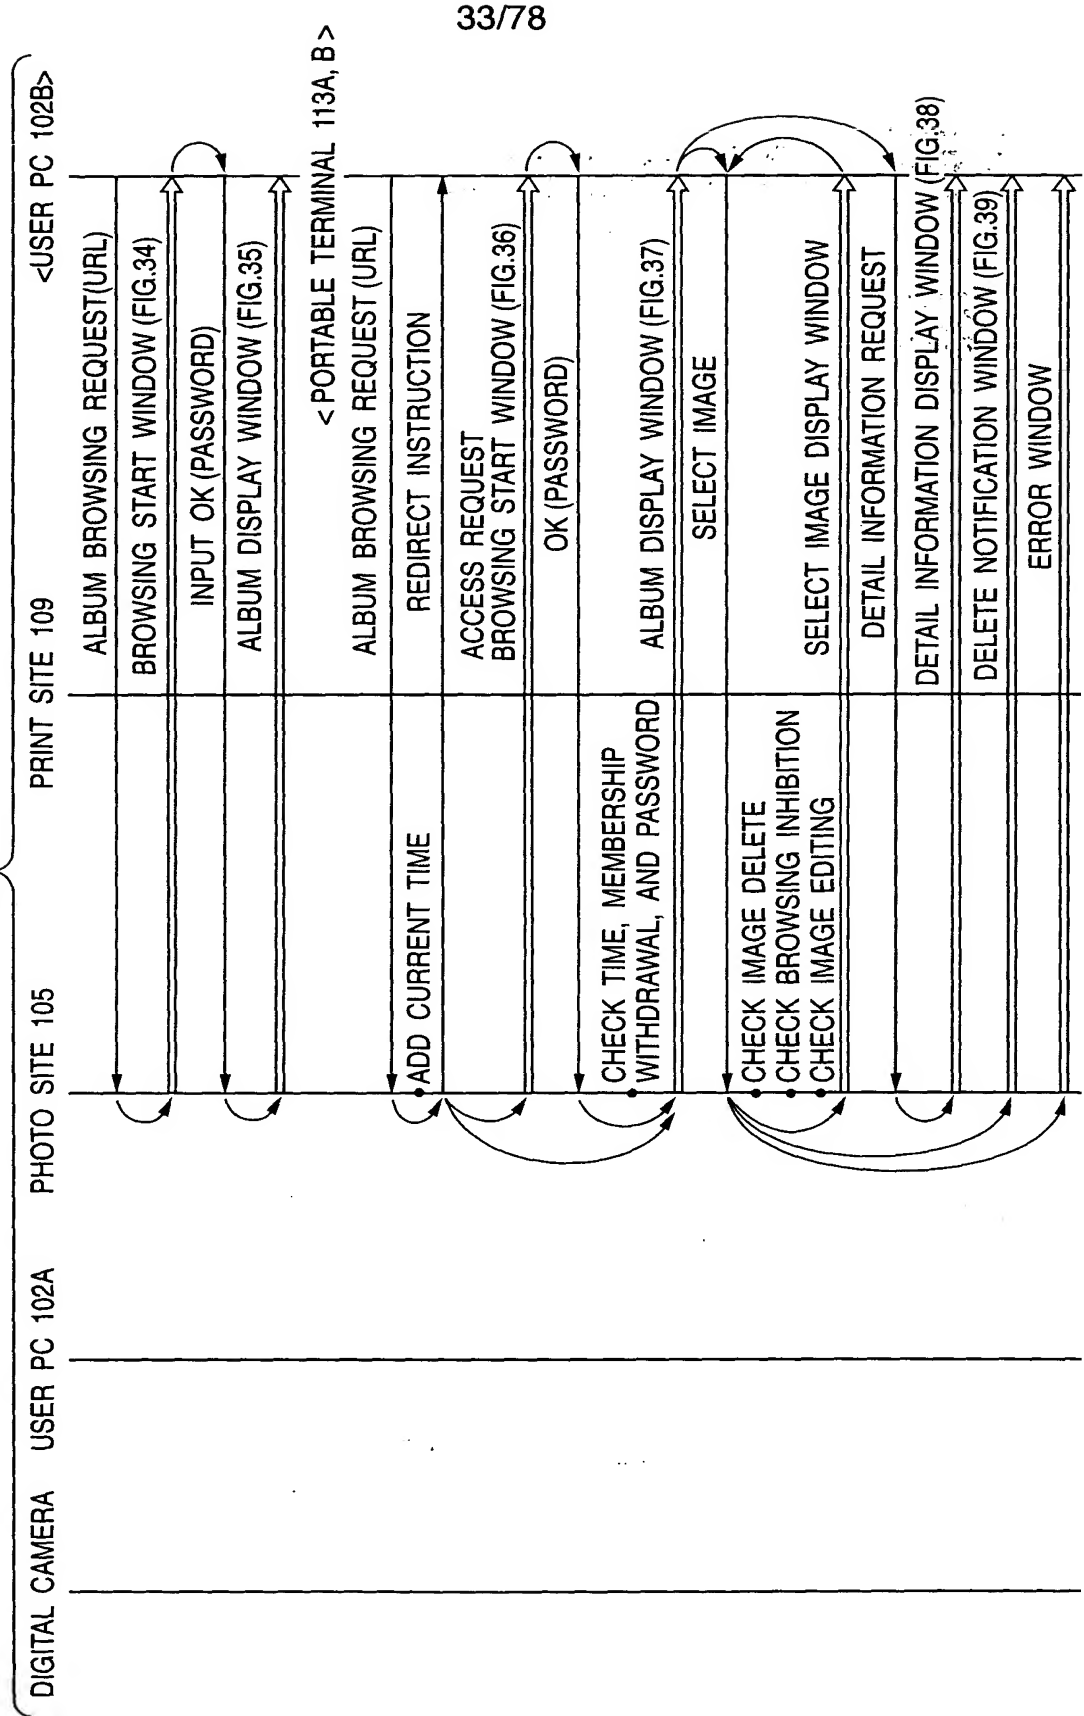 33/78
DIGITAL CAMERA
USER PC 102A
PHOTO SITE 105
PRINT SITE 109
<USER PC 102B>
ALBUM BROWSING REQUEST(URL)
BROWSING START WINDOW (FIG.34)
INPUT OK (PASSWORD)
ALBUM DISPLAY WINDOW (FIG.35)
<PORTABLE TERMINAL 113A, B>
ALBUM BROWSING REQUEST (URL)
ADD CURRENT TIME
REDIRECT INSTRUCTION
ACCESS REQUEST
BROWSING START WINDOW (FIG.36)
OK (PASSWORD)
CHECK TIME, MEMBERSHIP
WITHDRAWAL, AND PASSWORD
ALBUM DISPLAY WINDOW (FIG.37)
SELECT IMAGE
CHECK IMAGE DELETE
CHECK BROWSING INHIBITION
CHECK IMAGE EDITING
SELECT IMAGE DISPLAY WINDOW
DETAIL INFORMATION REQUEST
DETAIL INFORMATION DISPLAY WINDOW (FIG.38)
DELETE NOTIFICATION WINDOW (FIG.39)
ERROR WINDOW